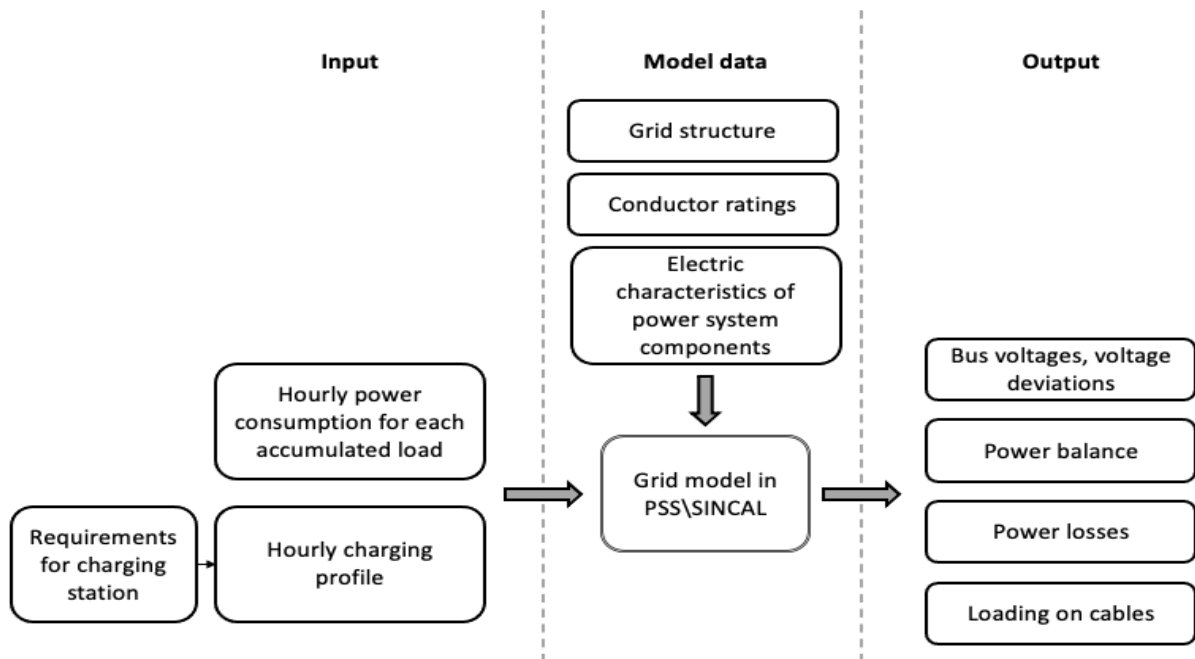 Input
Model data
Output
Grid structure
Conductor ratings
Electric
characteristics of
power system
components
Hourly power
consumption for each
accumulated load
Requirements
for charging
station
Hourly charging
profile
Grid model in
PSS\SINCAL
Bus voltages, voltage
deviations
Power balance
Power losses
Loading on cables